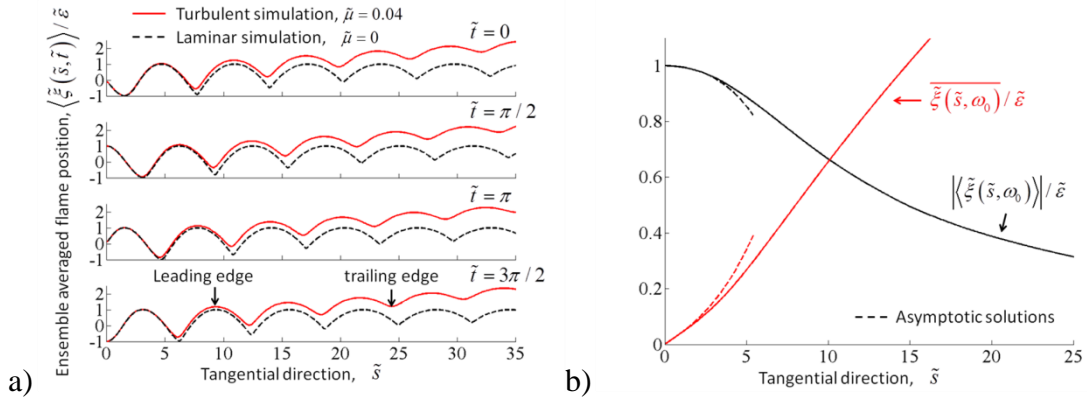 Turbulent simulation, μ̃ = 0.04
Laminar simulation, μ̃ = 0
Ensemble averaged flame position, ⟨ξ̃(s̃,t̃)⟩/ε̃
t̃ = 0
2
1
0
-1
t̃ = π / 2
2
1
0
-1
t̃ = π
2
1
0
-1
t̃ = 3π / 2
Leading edge
trailing edge
2
1
0
-1
0 5 10 15 20 25 30 35
Tangential direction, s̃
a)
1
0.8
0.6
0.4
0.2
0
ξ̃(s̃,ω₀)/ε̃
|⟨ξ̃(s̃,ω₀)⟩|/ε̃
Asymptotic solutions
0 5 10 15 20 25
Tangential direction, s̃
b)